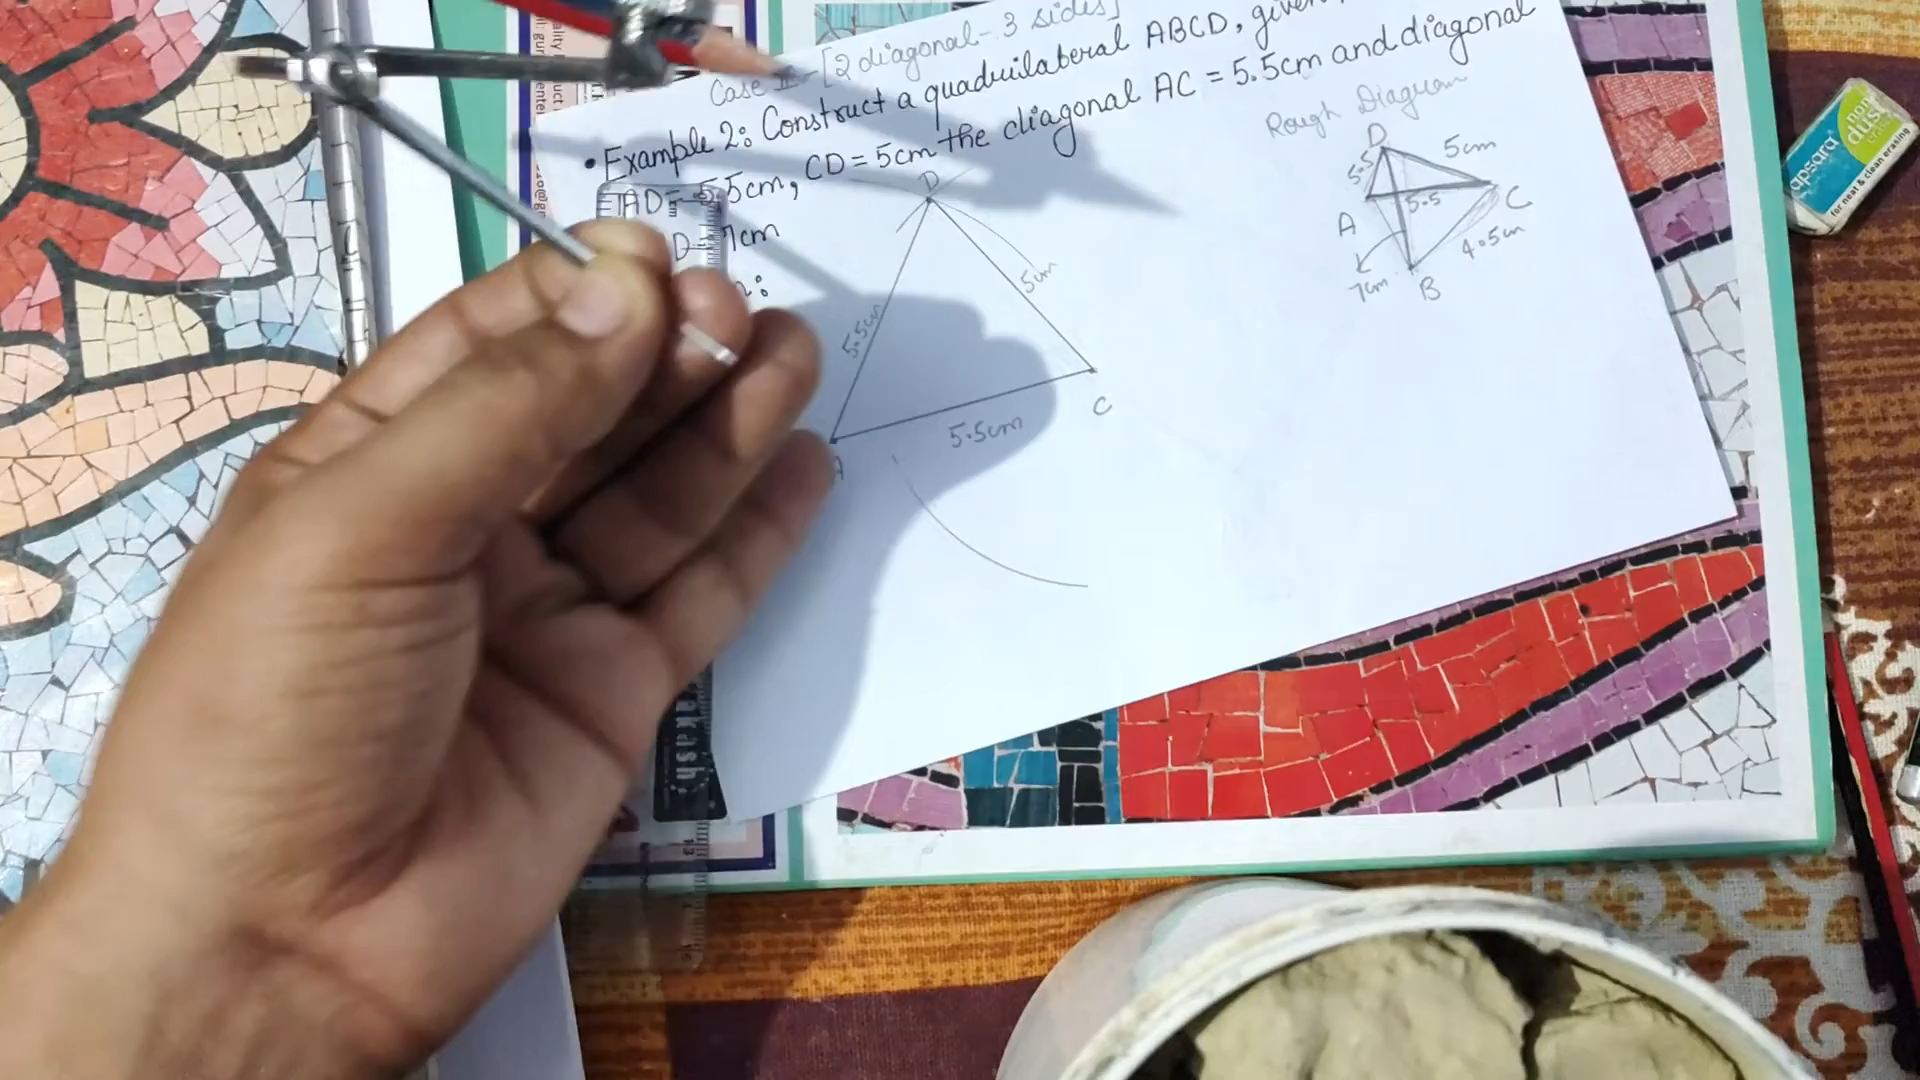 Case [2 diagonal - 3 sides]
• Example 2: Construct a quadrilateral ABCD, given
AD = 5.5cm, CD = 5cm the diagonal AC = 5.5cm and diagonal
D = 7cm
Rough Diagram
D
5.5
5cm
5.5
A
C
4.5cm
7cm
B
D
5cm
5.5cm
C
5.5cm
A
apsara
non
dust
for neat & clean erasing
akash